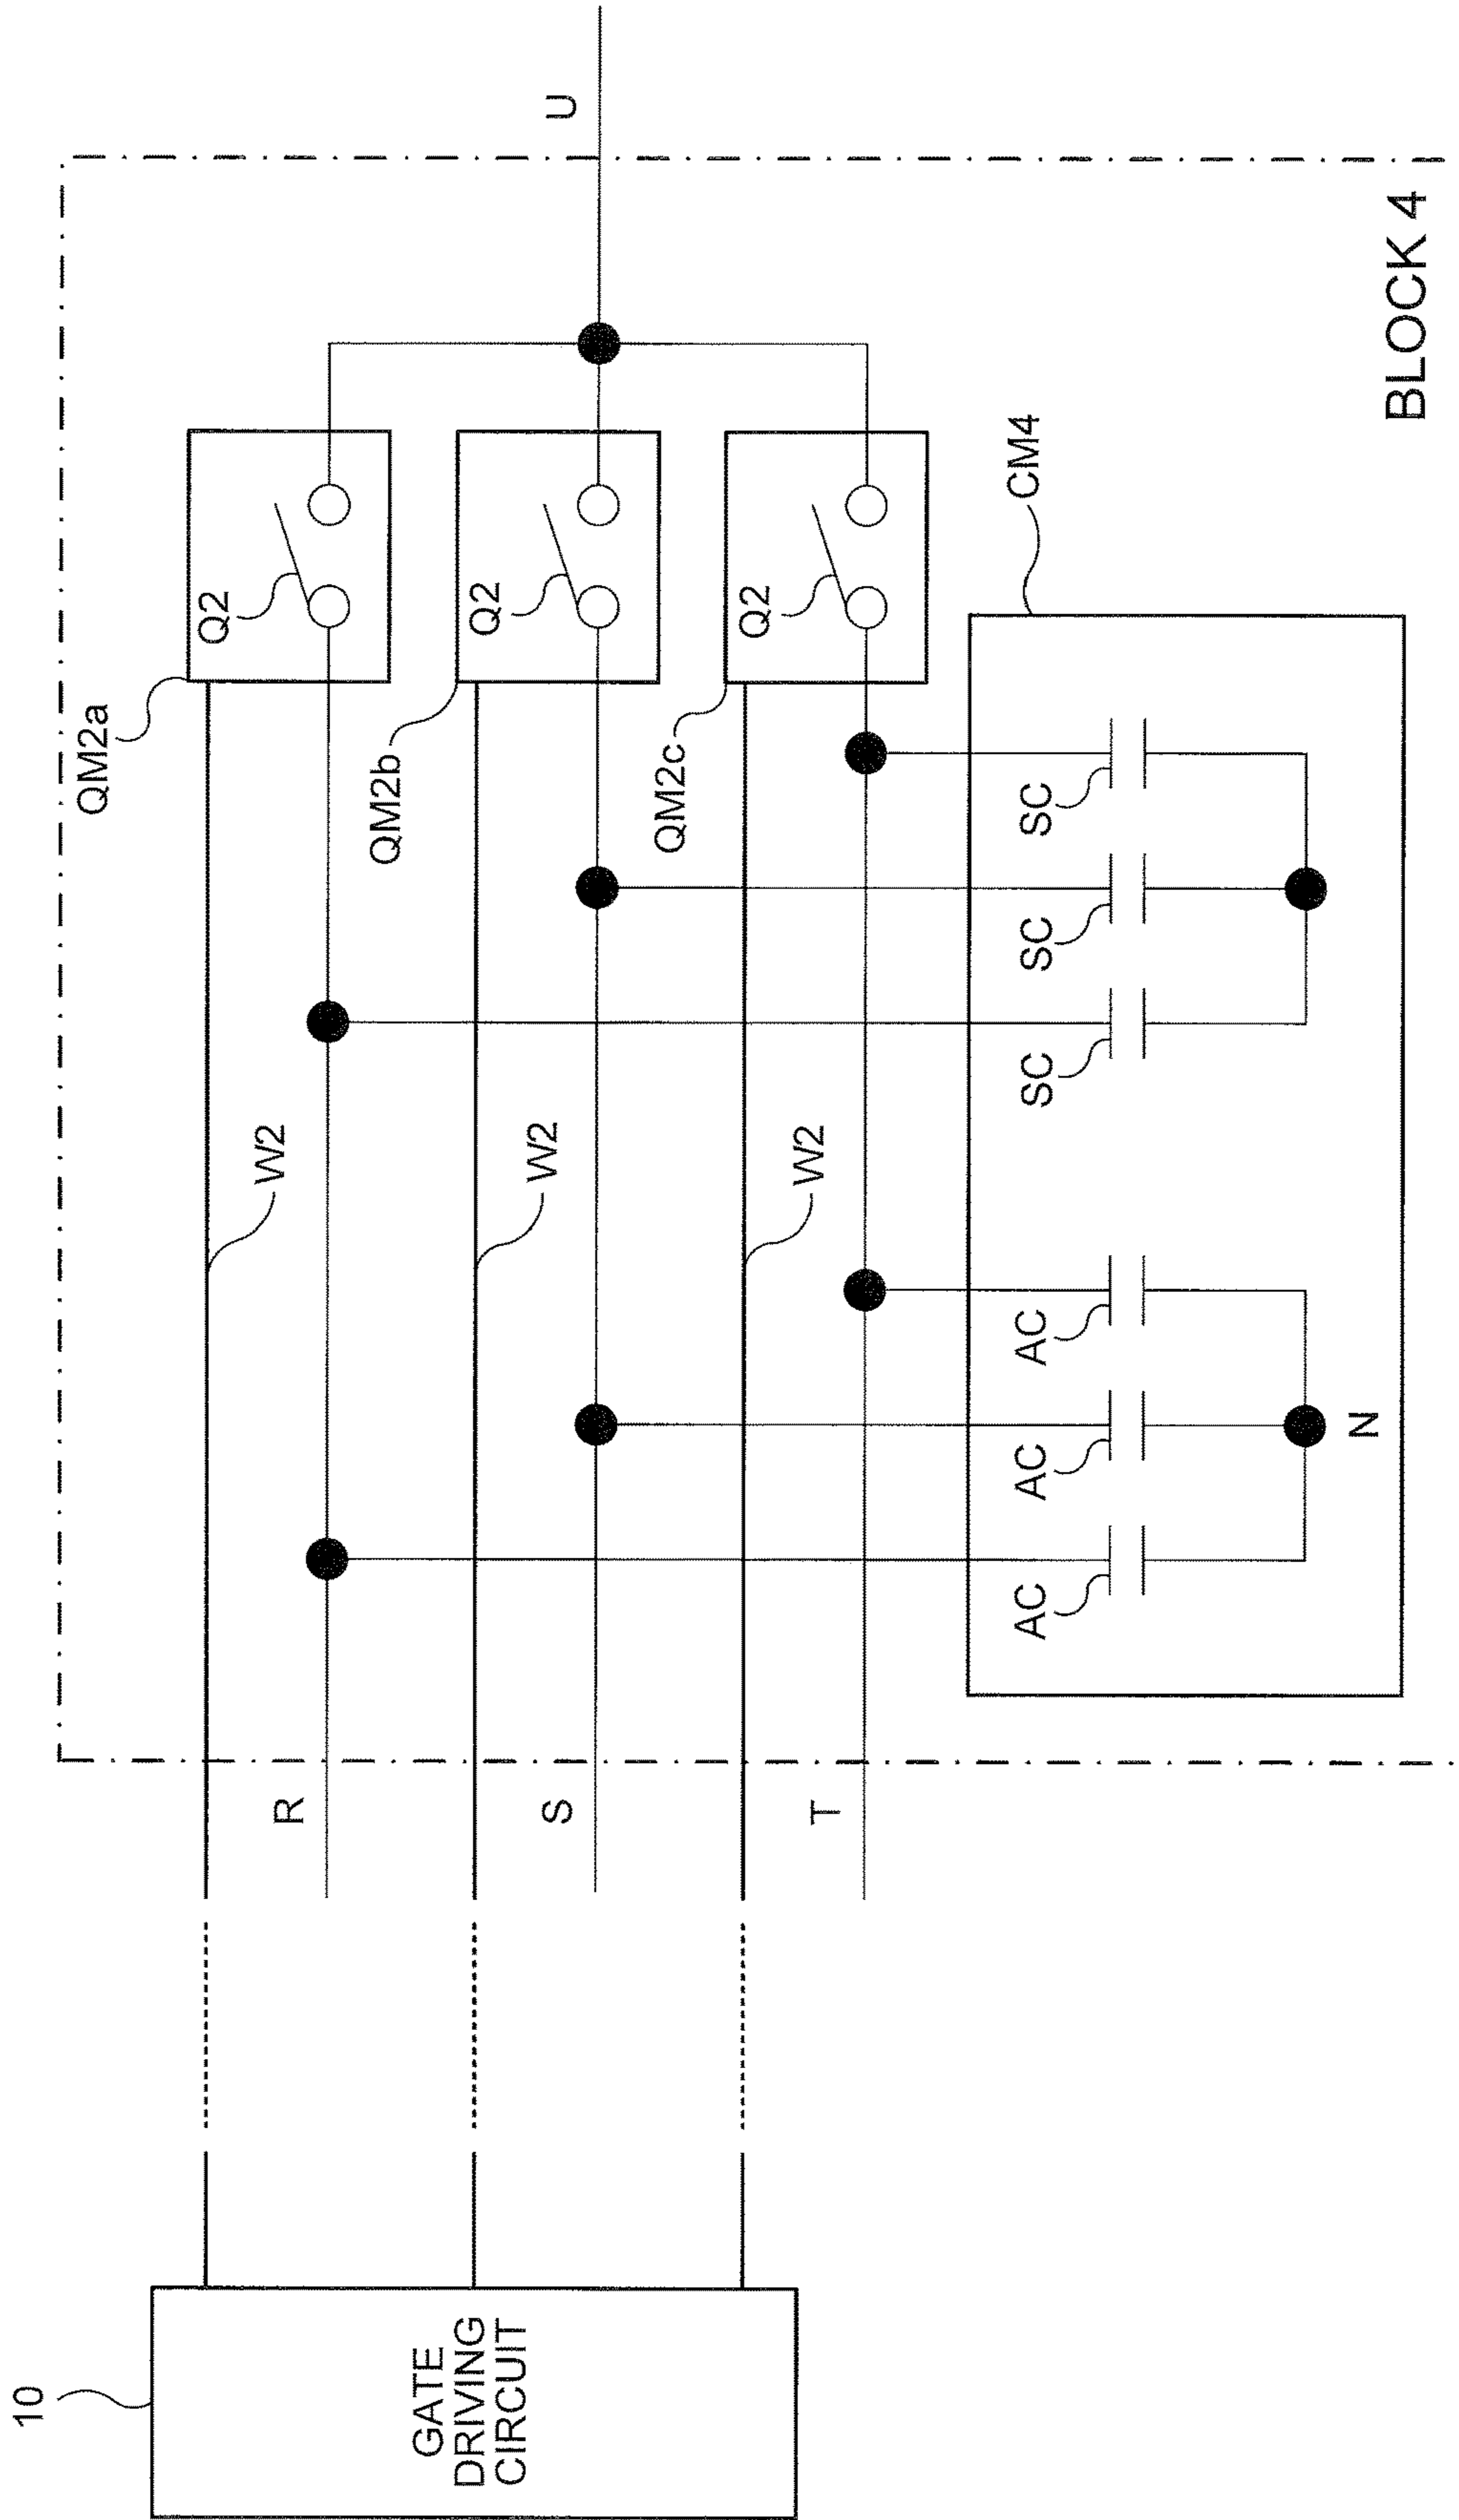 10
GATE
DRIVING
CIRCUIT
R
S
T
W2
W2
W2
QM2a
QM2b
QM2c
Q2
Q2
Q2
U
AC
AC
AC
N
SC
SC
SC
CM4
BLOCK 4